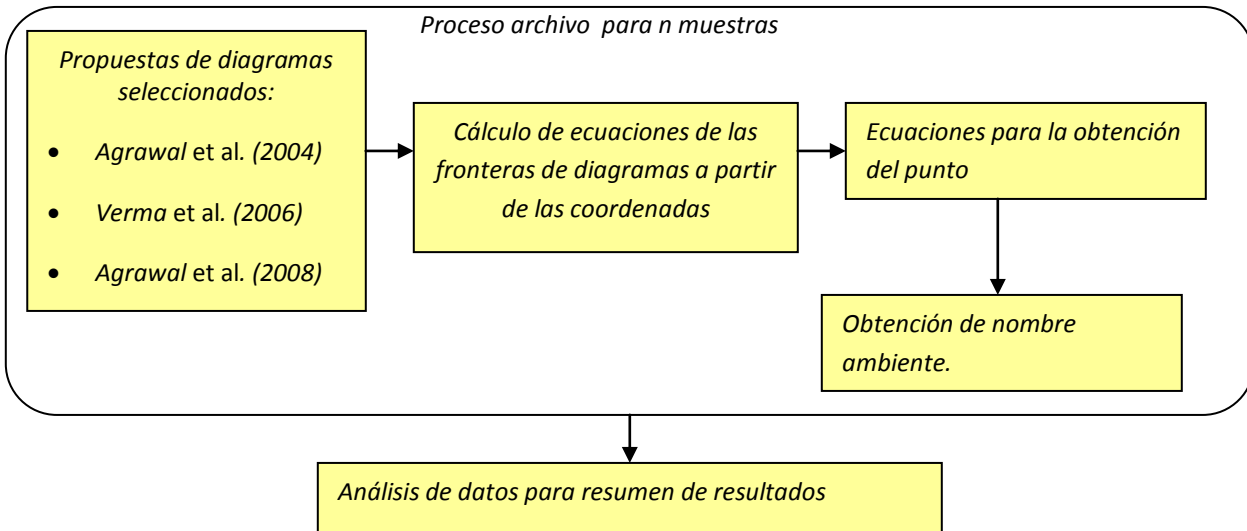 Proceso archivo para n muestras
Propuestas de diagramas
seleccionados:
• Agrawal et al. (2004)
• Verma et al. (2006)
• Agrawal et al. (2008)
Cálculo de ecuaciones de las
fronteras de diagramas a partir
de las coordenadas
Ecuaciones para la obtención
del punto
Obtención de nombre
ambiente.
Análisis de datos para resumen de resultados